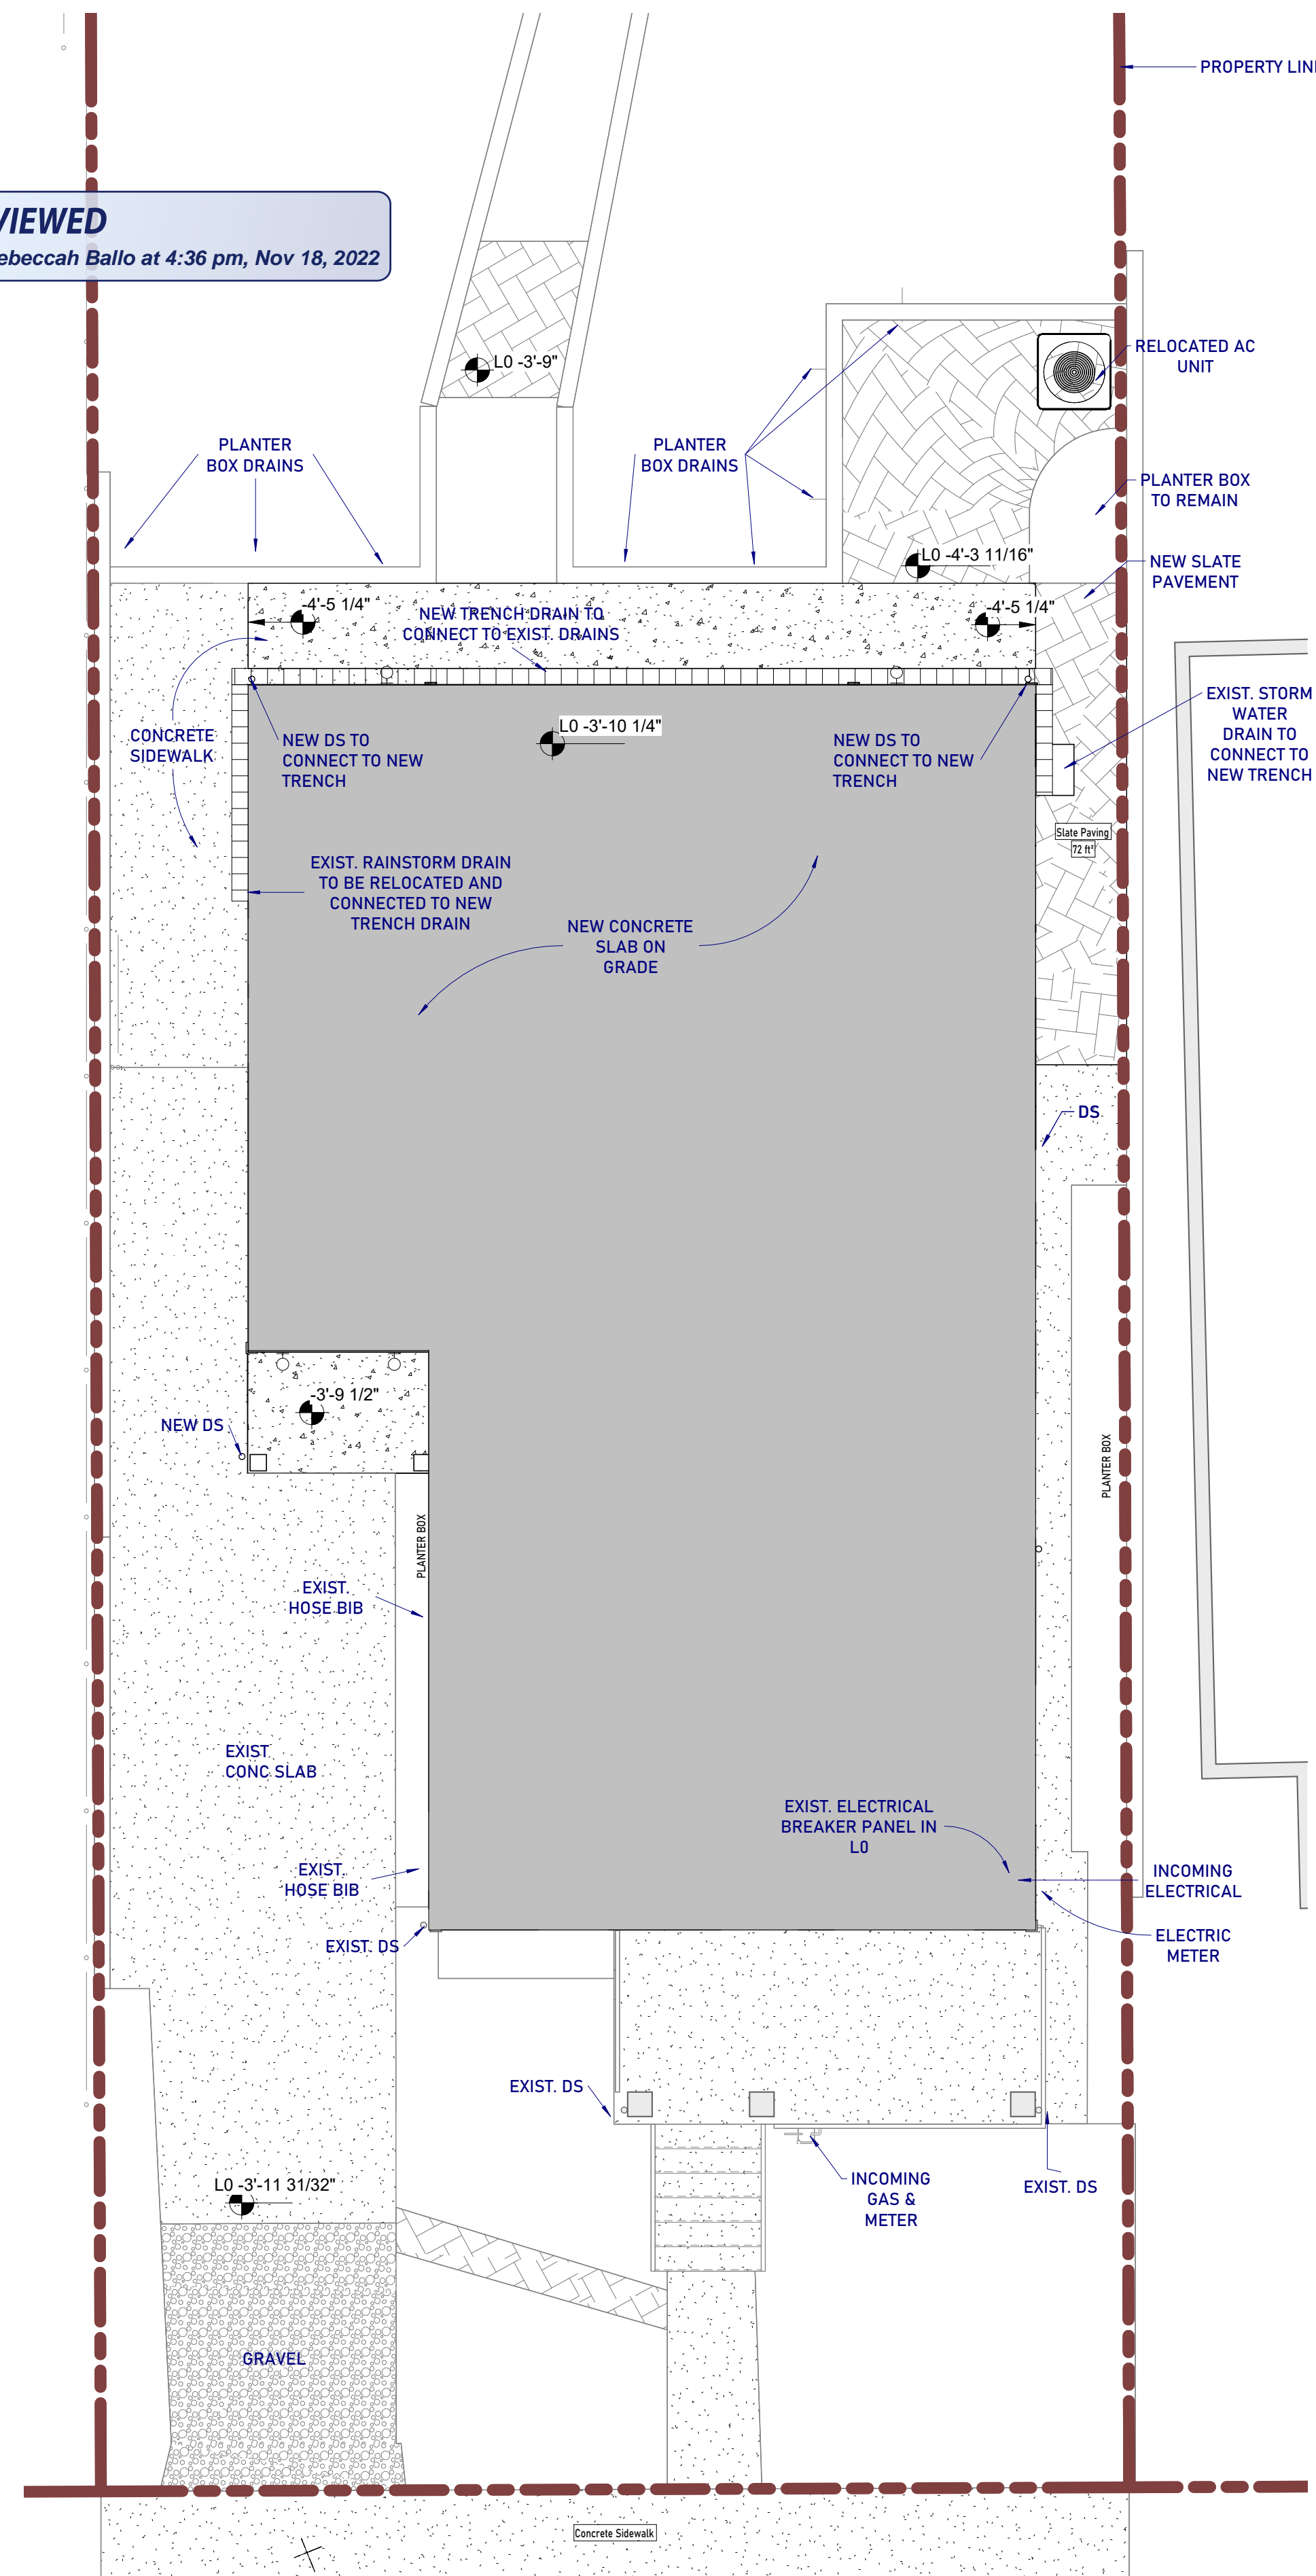 PROPERTY LIN
VIEWED
ebeccah Ballo at 4:36 pm, Nov 18, 2022
L0 -3'-9"
RELOCATED AC
UNIT
PLANTER
BOX DRAINS
PLANTER
BOX DRAINS
PLANTER BOX
TO REMAIN
L0 -4'-3 11/16"
NEW SLATE
PAVEMENT
-4'-5 1/4"
NEW TRENCH DRAIN TO
CONNECT TO EXIST. DRAINS
-4'-5 1/4"
CONCRETE
SIDEWALK
NEW DS TO
CONNECT TO NEW
TRENCH
L0 -3'-10 1/4"
NEW DS TO
CONNECT TO NEW
TRENCH
EXIST. STORM
WATER
DRAIN TO
CONNECT TO
NEW TRENCH
Slate Paving
72 ft²
EXIST. RAINSTORM DRAIN
TO BE RELOCATED AND
CONNECTED TO NEW
TRENCH DRAIN
NEW CONCRETE
SLAB ON
GRADE
DS
-3'-9 1/2"
NEW DS
PLANTER BOX
PLANTER BOX
EXIST.
HOSE BIB
EXIST
CONC SLAB
EXIST. ELECTRICAL
BREAKER PANEL IN
L0
EXIST.
HOSE BIB
INCOMING
ELECTRICAL
EXIST. DS
ELECTRIC
METER
EXIST. DS
INCOMING
GAS &
METER
EXIST. DS
L0 -3'-11 31/32"
GRAVEL
Concrete Sidewalk